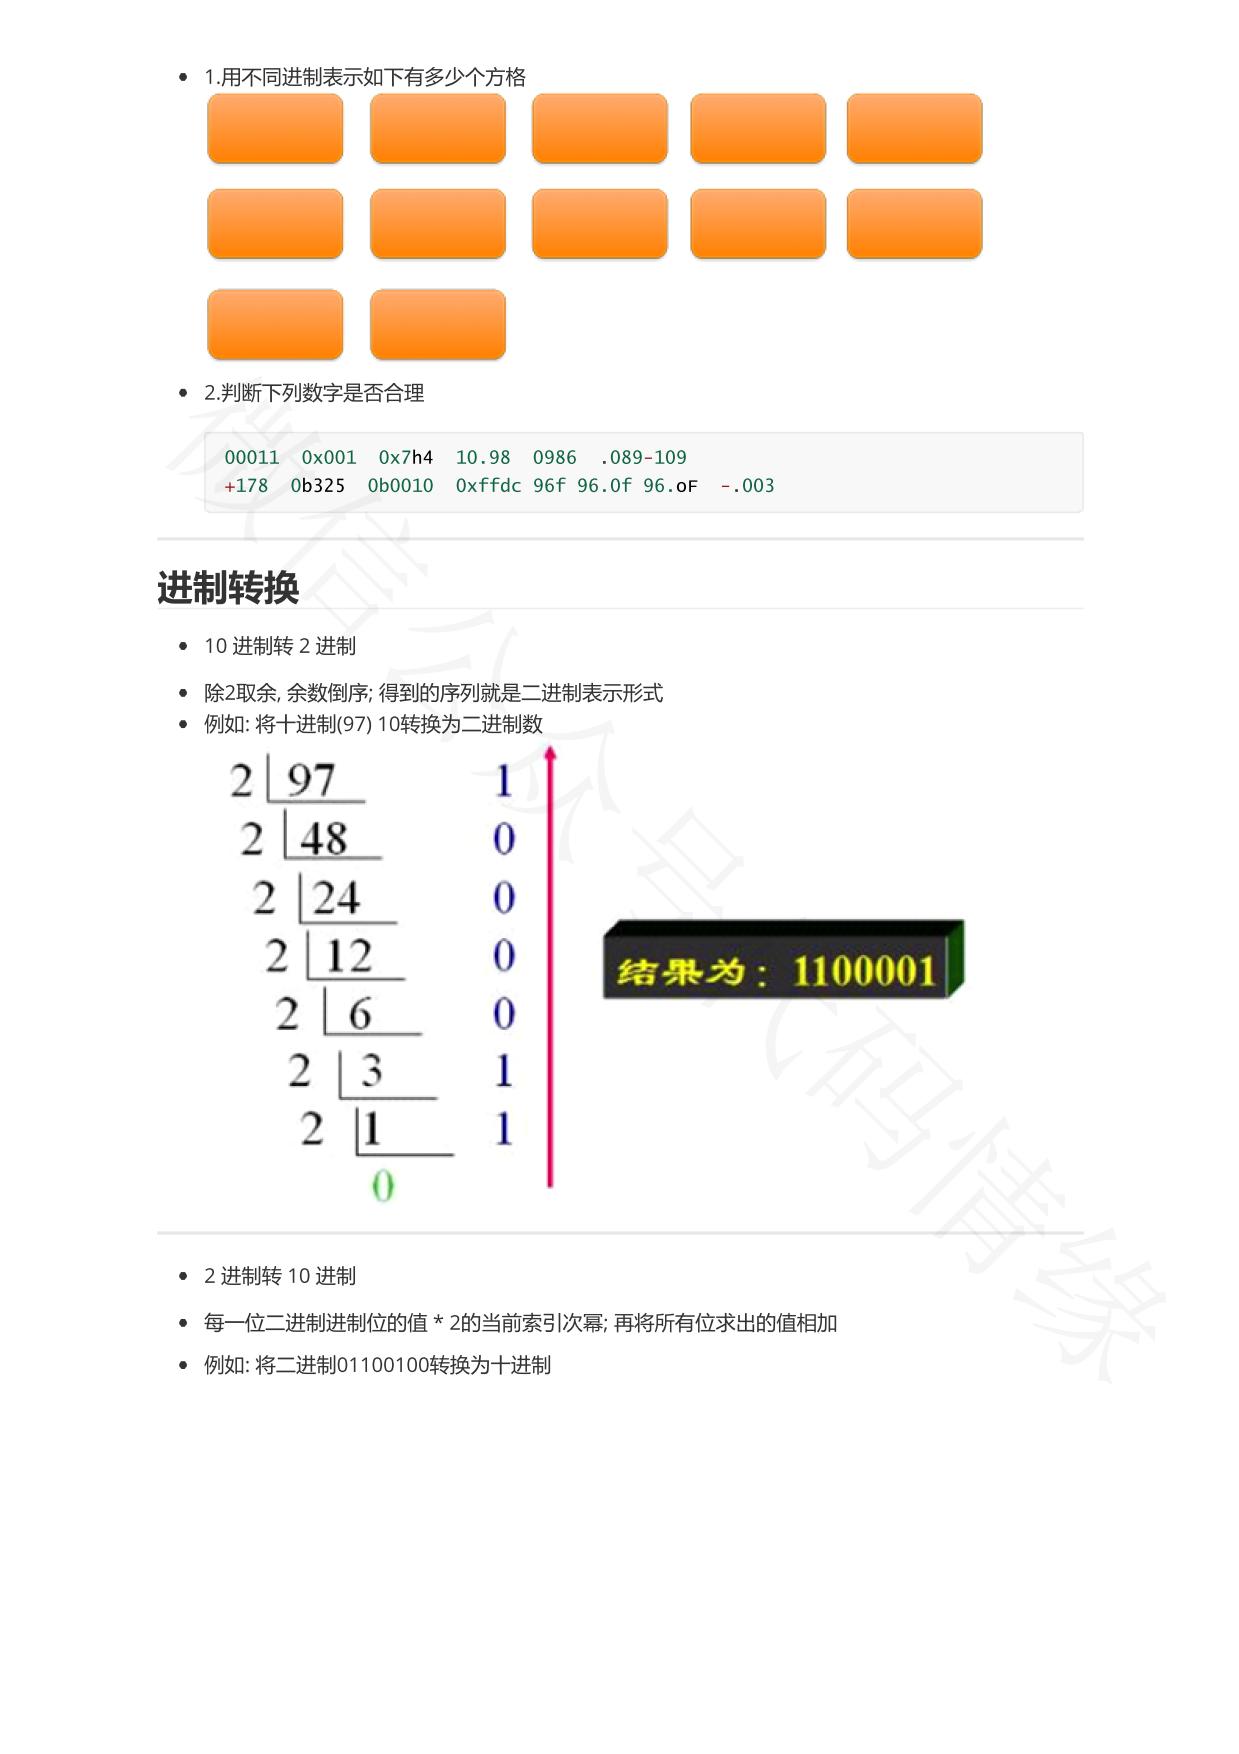 1.用不同进制表示如下有多少个方格
2.判断下列数字是否合理
00011 0x001 0x7h4 10.98 0986 .089-109
+178 0b325 0b0010 0xffdc 96f 96.0f 96.oF -.003
进制转换
10 进制转 2 进制
除2取余, 余数倒序; 得到的序列就是二进制表示形式
例如: 将十进制(97) 10转换为二进制数
2 97 1
2 48 0
2 24 0
2 12 0
结果为：1100001
2 6 0
2 3 1
2 1 1
0
2 进制转 10 进制
每一位二进制进制位的值 * 2的当前索引次幂; 再将所有位求出的值相加
例如: 将二进制01100100转换为十进制
微信公众号代码情缘